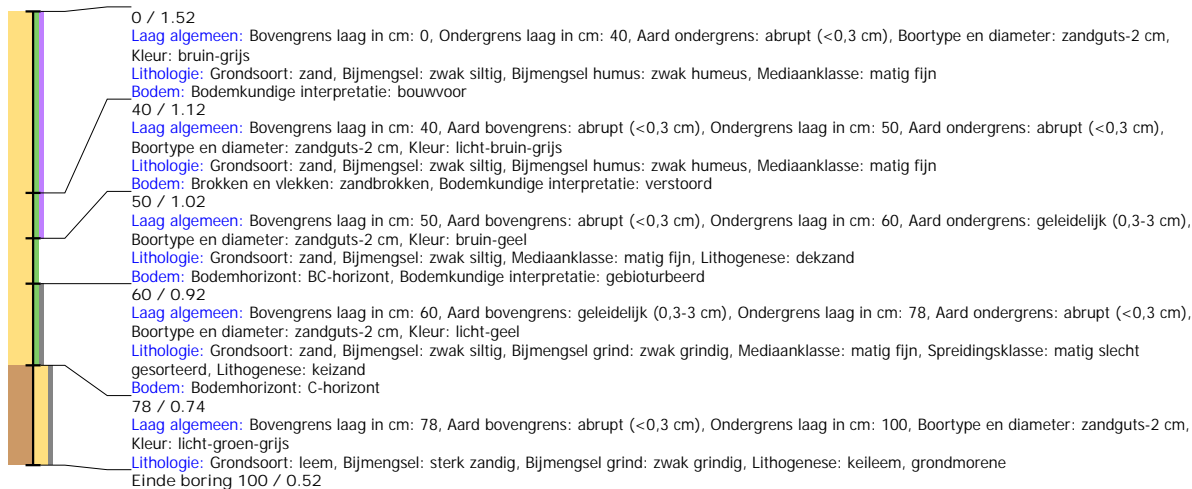 0 / 1.52
Laag algemeen: Bovengrens laag in cm: 0, Ondergrens laag in cm: 40, Aard ondergrens: abrupt (<0,3 cm), Boortype en diameter: zandguts-2 cm,
Kleur: bruin-grijs
Lithologie: Grondsoort: zand, Bijmengsel: zwak siltig, Bijmengsel humus: zwak humeus, Mediaanklasse: matig fijn
Bodem: Bodemkundige interpretatie: bouwvoor
40 / 1.12
Laag algemeen: Bovengrens laag in cm: 40, Aard bovengrens: abrupt (<0,3 cm), Ondergrens laag in cm: 50, Aard ondergrens: abrupt (<0,3 cm),
Boortype en diameter: zandguts-2 cm, Kleur: licht-bruin-grijs
Lithologie: Grondsoort: zand, Bijmengsel: zwak siltig, Bijmengsel humus: zwak humeus, Mediaanklasse: matig fijn
Bodem: Brokken en vlekken: zandbrokken, Bodemkundige interpretatie: verstoord
50 / 1.02
Laag algemeen: Bovengrens laag in cm: 50, Aard bovengrens: abrupt (<0,3 cm), Ondergrens laag in cm: 60, Aard ondergrens: geleidelijk (0,3-3 cm),
Boortype en diameter: zandguts-2 cm, Kleur: bruin-geel
Lithologie: Grondsoort: zand, Bijmengsel: zwak siltig, Mediaanklasse: matig fijn, Lithogenese: dekzand
Bodem: Bodemhorizont: BC-horizont, Bodemkundige interpretatie: gebioturbeerd
60 / 0.92
Laag algemeen: Bovengrens laag in cm: 60, Aard bovengrens: geleidelijk (0,3-3 cm), Ondergrens laag in cm: 78, Aard ondergrens: abrupt (<0,3 cm),
Boortype en diameter: zandguts-2 cm, Kleur: licht-geel
Lithologie: Grondsoort: zand, Bijmengsel: zwak siltig, Bijmengsel grind: zwak grindig, Mediaanklasse: matig fijn, Spreidingsklasse: matig slecht
gesorteerd, Lithogenese: keizand
Bodem: Bodemhorizont: C-horizont
78 / 0.74
Laag algemeen: Bovengrens laag in cm: 78, Aard bovengrens: abrupt (<0,3 cm), Ondergrens laag in cm: 100, Boortype en diameter: zandguts-2 cm,
Kleur: licht-groen-grijs
Lithologie: Grondsoort: leem, Bijmengsel: sterk zandig, Bijmengsel grind: zwak grindig, Lithogenese: keileem, grondmorene
Einde boring 100 / 0.52